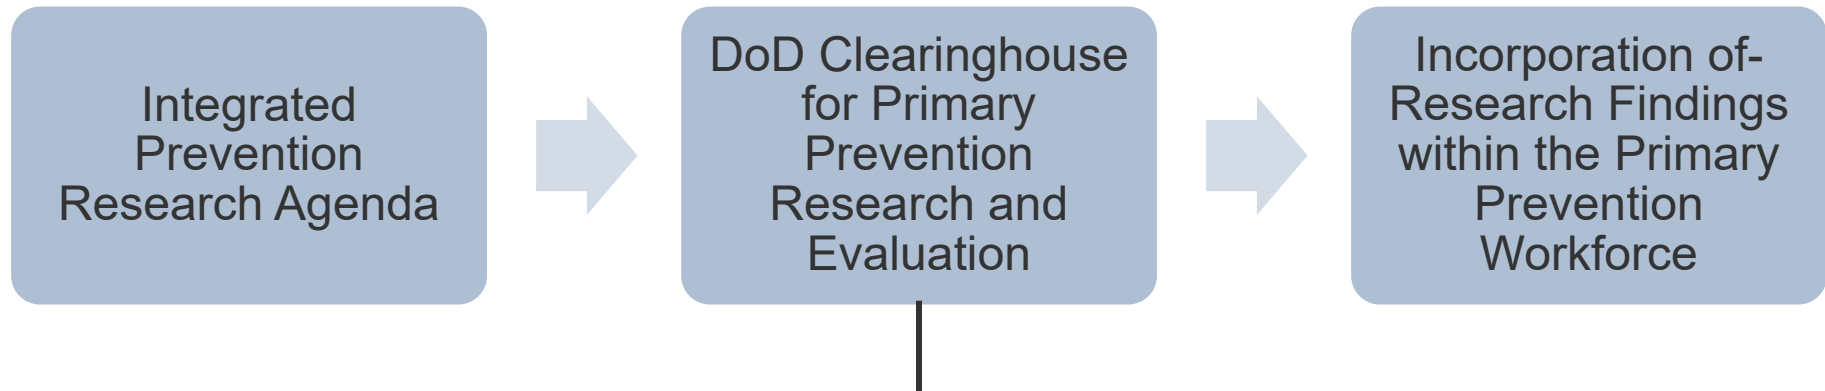 Integrated
Prevention
Research Agenda
DoD Clearinghouse
for Primary
Prevention
Research and
Evaluation
Incorporation of-
Research Findings
within the Primary
Prevention
Workforce